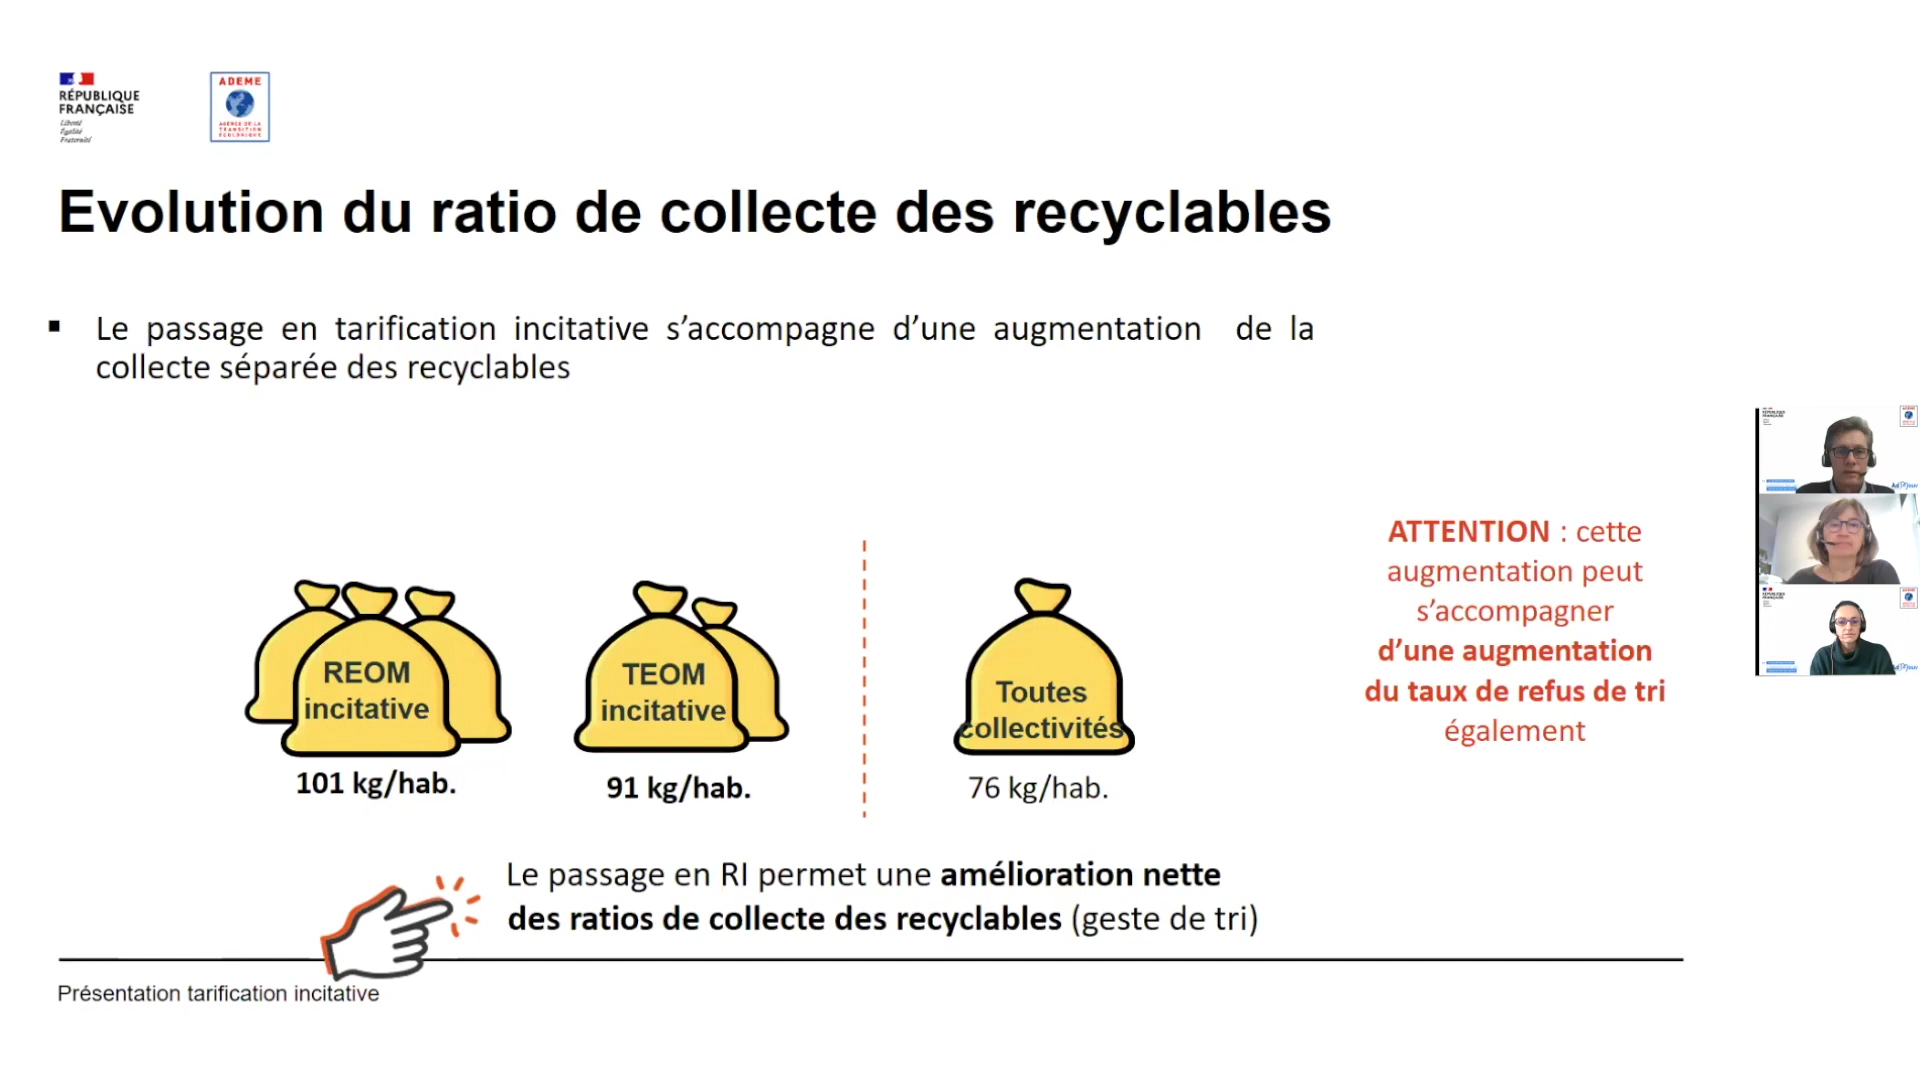 RÉPUBLIQUE
FRANÇAISE
Liberté
Égalité
Fraternité
ADEME
AGENCE DE LA
TRANSITION
ÉCOLOGIQUE
Evolution du ratio de collecte des recyclables
▪ Le passage en tarification incitative s’accompagne d’une augmentation de la
collecte séparée des recyclables
REOM
incitative
101 kg/hab.
TEOM
incitative
91 kg/hab.
Toutes
collectivités
76 kg/hab.
ATTENTION : cette
augmentation peut
s’accompagner
d’une augmentation
du taux de refus de tri
également
Le passage en RI permet une amélioration nette
des ratios de collecte des recyclables (geste de tri)
Présentation tarification incitative